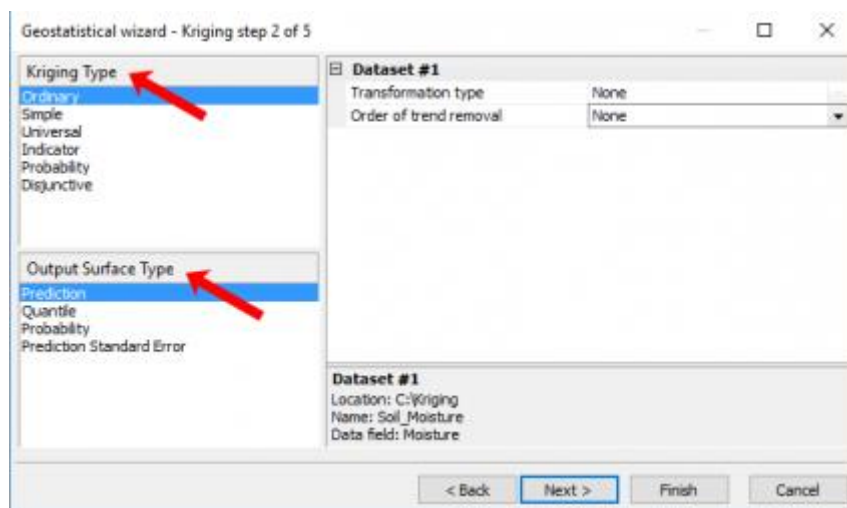 Geostatistical wizard - Kriging step 2 of 5
Kriging Type
Ordinary
Simple
Universal
Indicator
Probability
Disjunctive
Output Surface Type
Prediction
Quantile
Probability
Prediction Standard Error
Dataset #1
Transformation type None
Order of trend removal None
Dataset #1
Location: C:\Kriging
Name: Soil_Moisture
Data field: Moisture
< Back Next > Finish Cancel